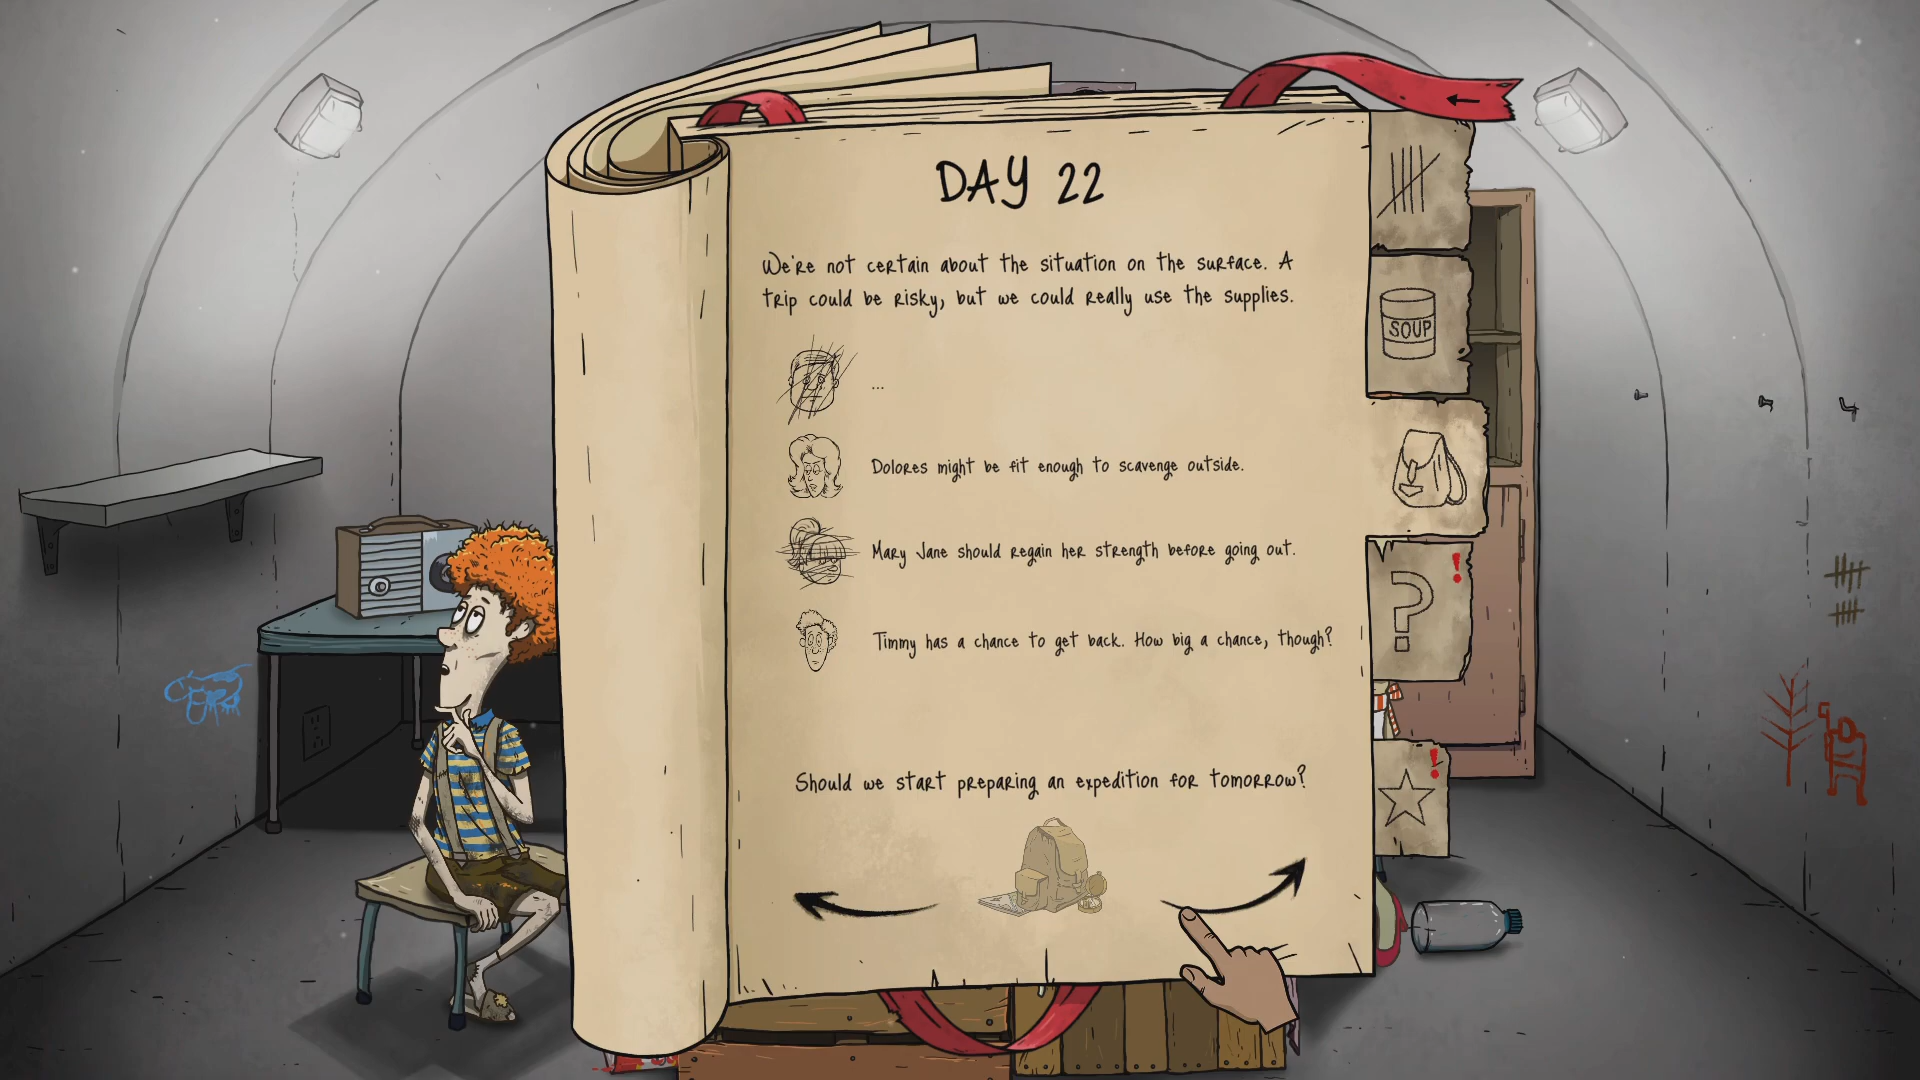 DAY 22
We're not certain about the situation on the surface. A
trip could be risky, but we could really use the supplies.
...
Dolores might be fit enough to scavenge outside.
Mary Jane should regain her strength before going out.
Timmy has a chance to get back. How big a chance, though?
Should we start preparing an expedition for tomorrow?
SOUP
?
!
!